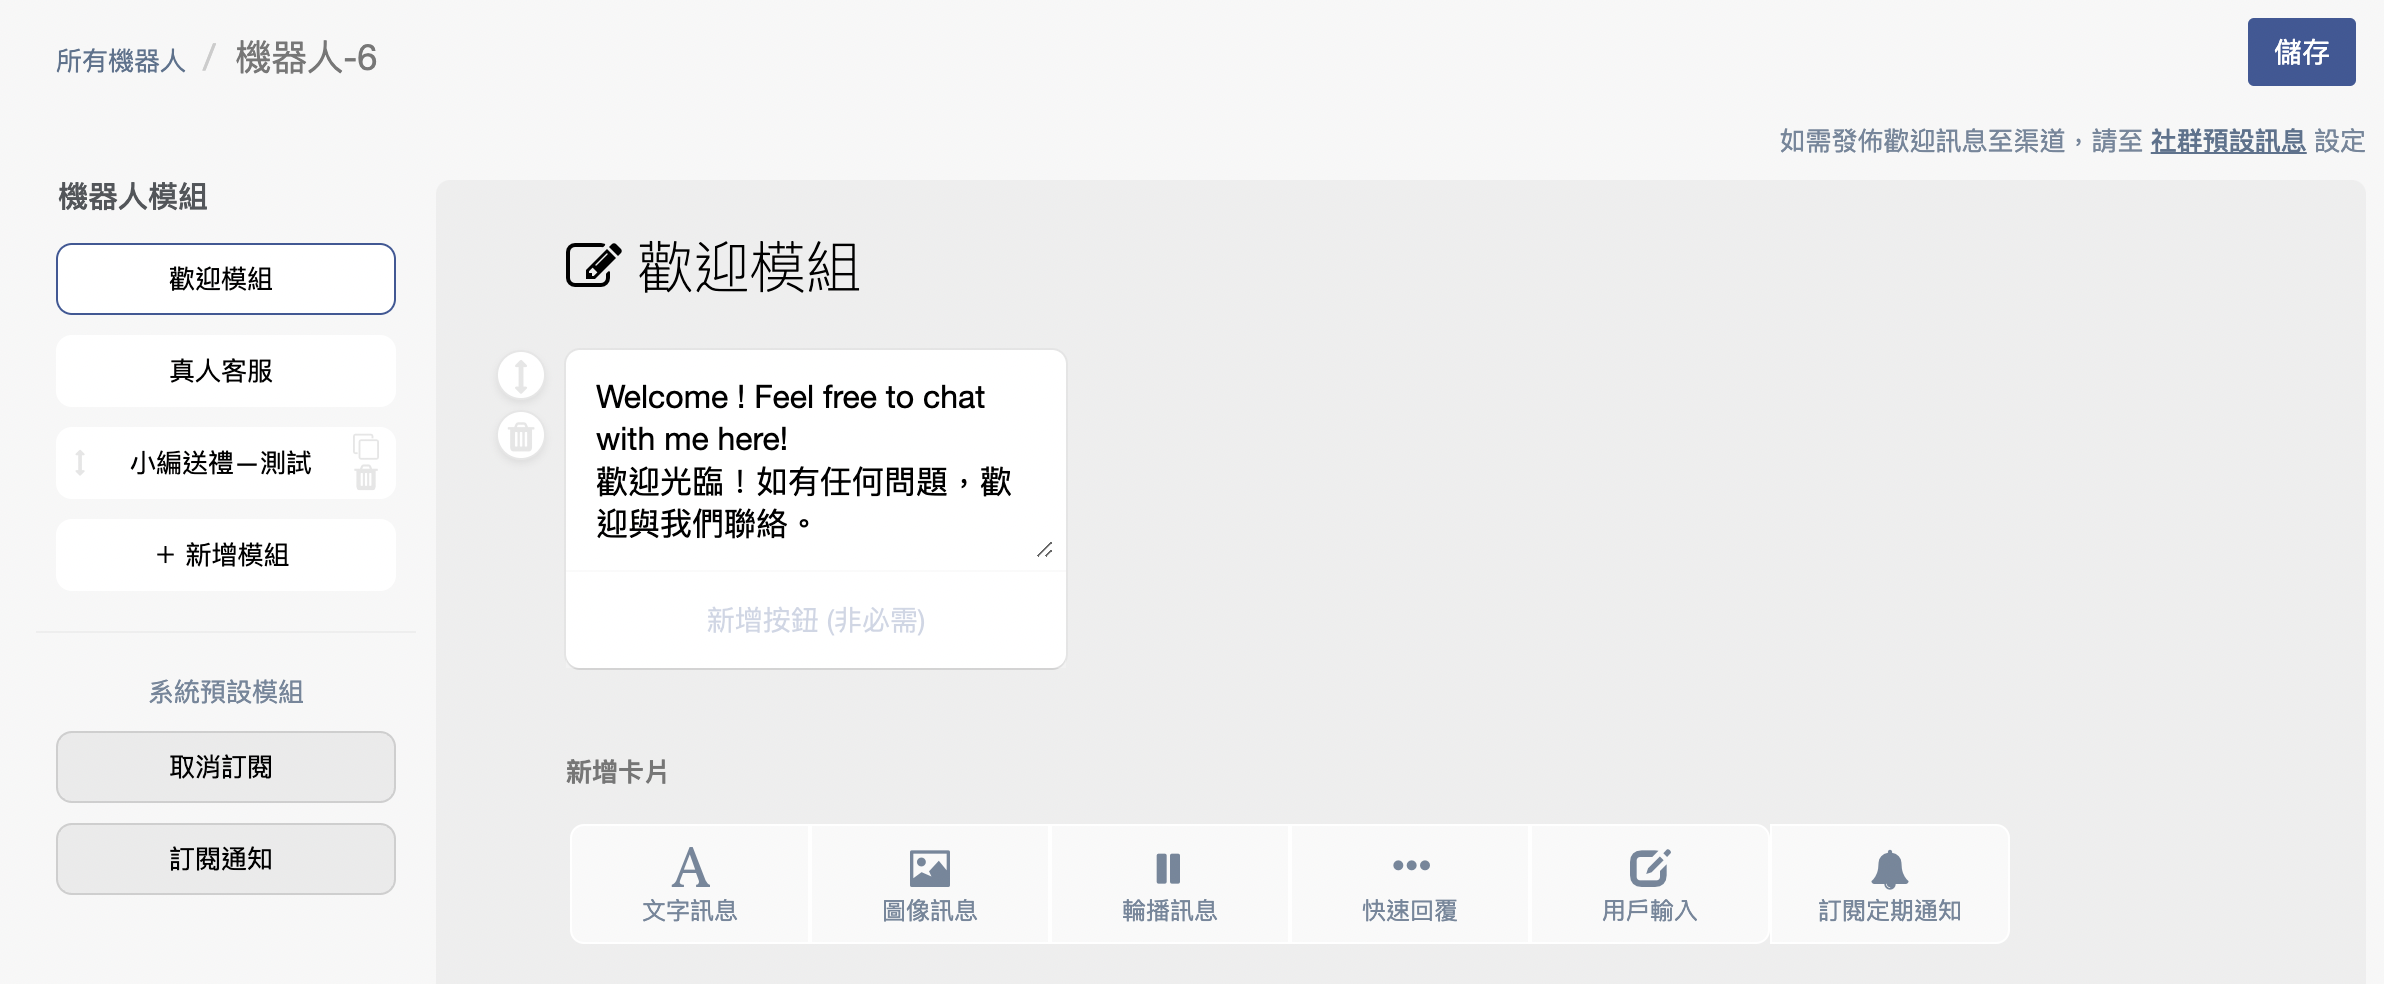 所有機器人 / 機器人-6
儲存
如需發佈歡迎訊息至渠道，請至 社群預設訊息 設定
機器人模組
歡迎模組
真人客服
小編送禮—測試
+ 新增模組
系統預設模組
取消訂閱
訂閱通知
歡迎模組
Welcome ! Feel free to chat
with me here!
歡迎光臨！如有任何問題，歡
迎與我們聯絡。
新增按鈕 (非必需)
新增卡片
文字訊息
圖像訊息
輪播訊息
快速回覆
用戶輸入
訂閱定期通知